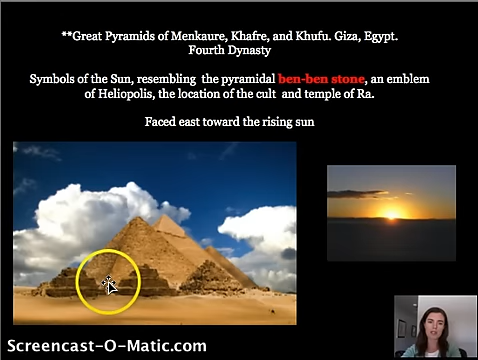 **Great Pyramids of Menkaure, Khafre, and Khufu. Giza, Egypt.
Fourth Dynasty
Symbols of the Sun, resembling the pyramidal ben-ben stone, an emblem
of Heliopolis, the location of the cult and temple of Ra.
Faced east toward the rising sun
Screencast-O-Matic.com